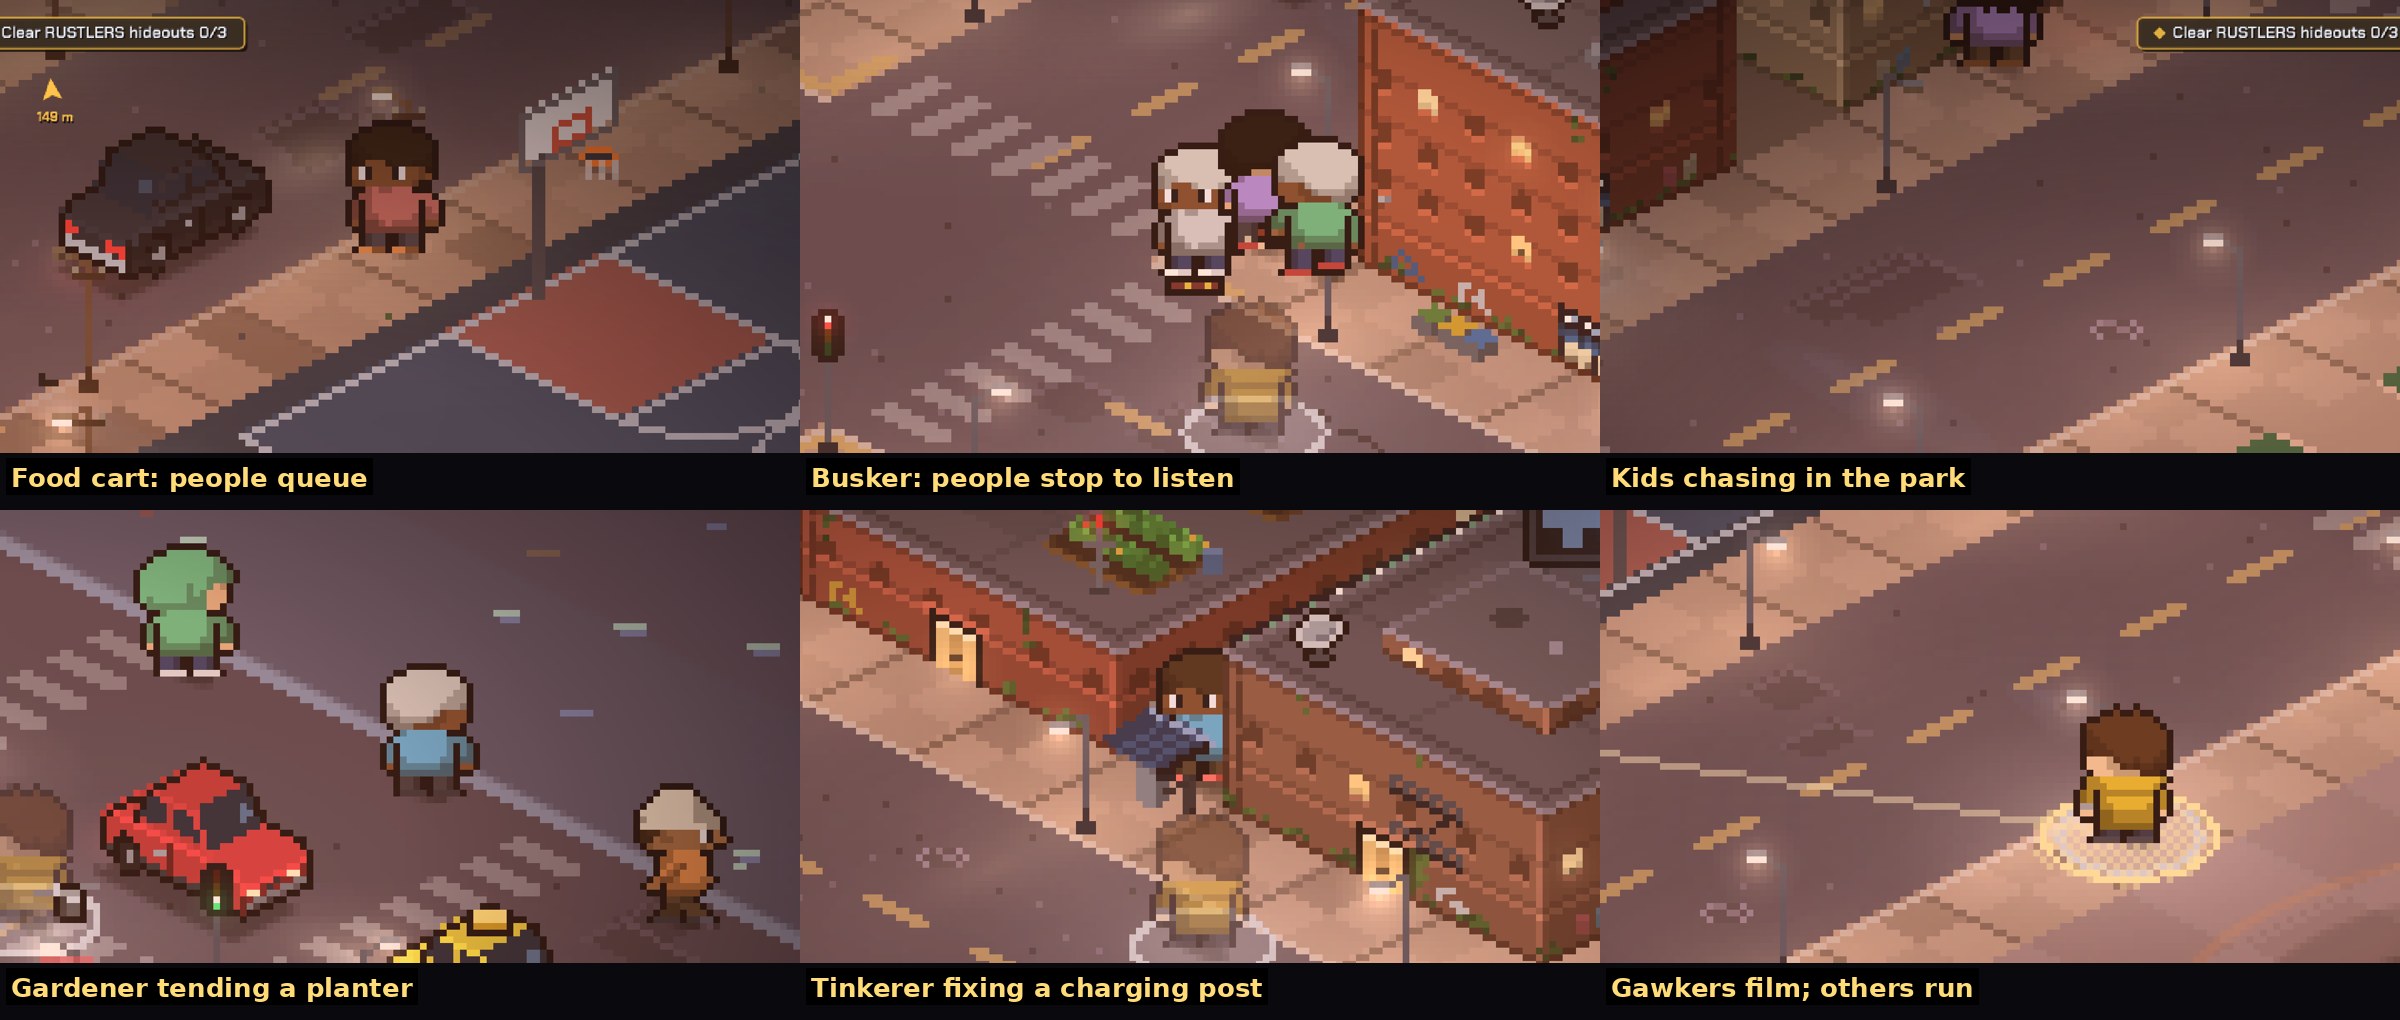 Clear RUSTLERS hideouts 0/3
149 m
Clear RUSTLERS hideouts 0/3
Food cart: people queue
Busker: people stop to listen
Kids chasing in the park
Gardener tending a planter
Tinkerer fixing a charging post
Gawkers film; others run